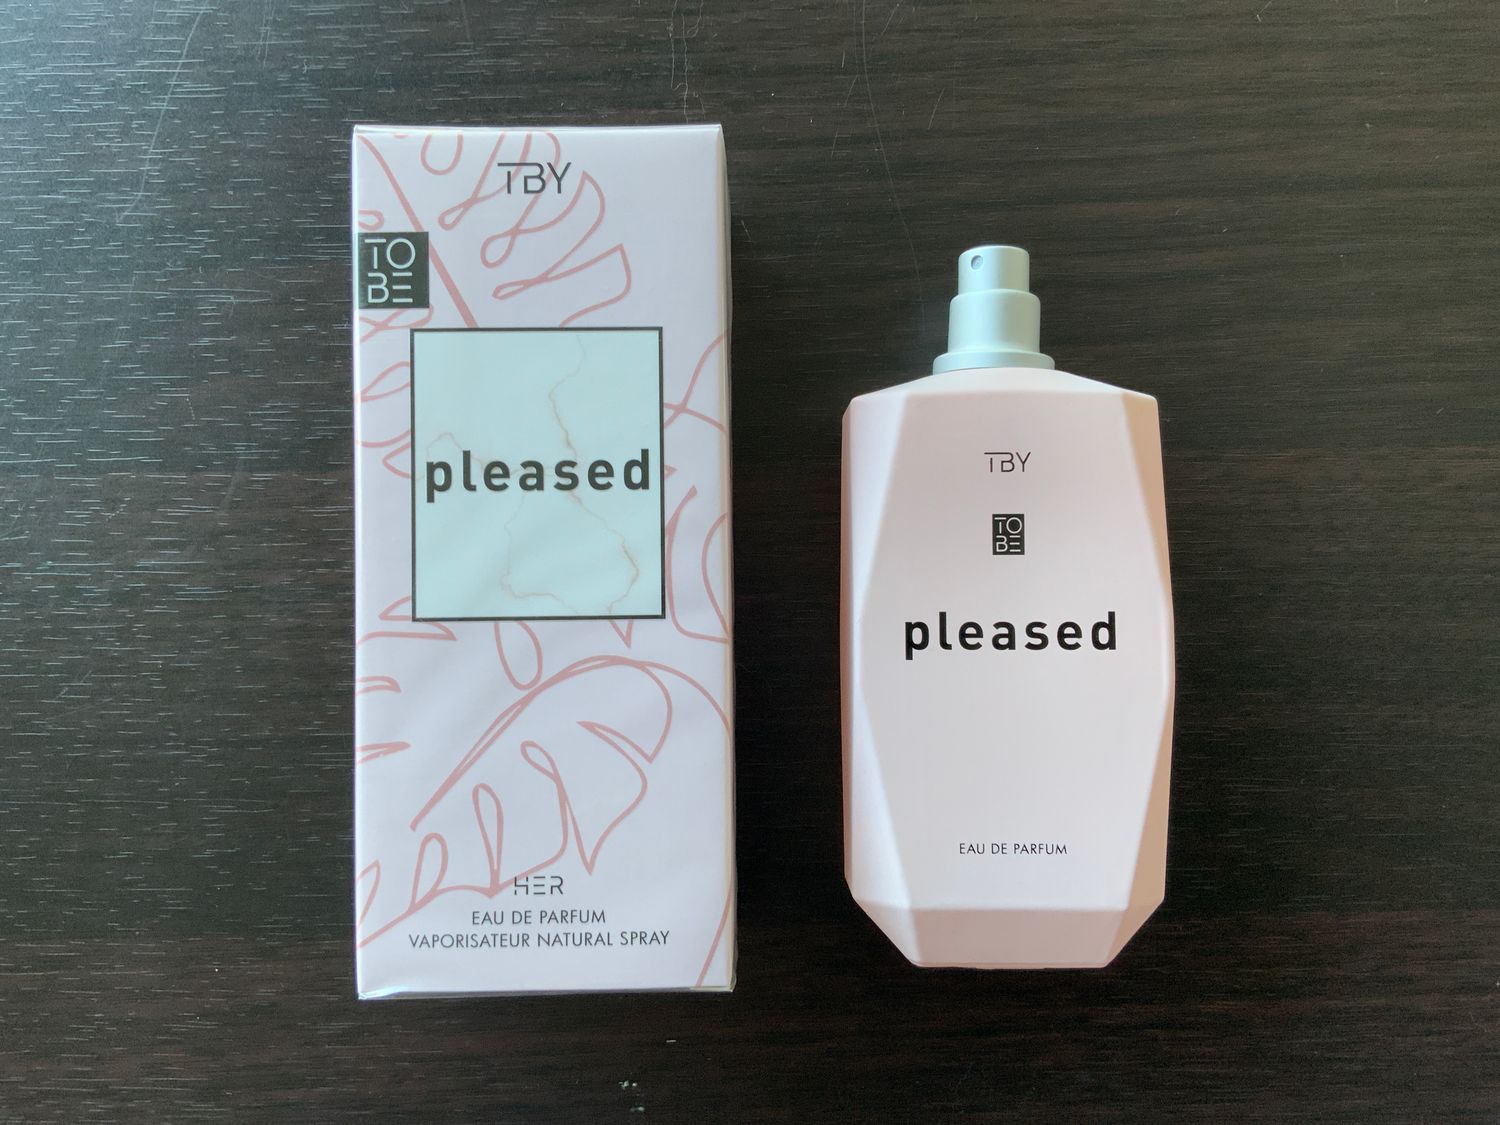 TBY
TO
BE
pleased
HER
EAU DE PARFUM
VAPORISATEUR NATURAL SPRAY
TBY
TO
BE
pleased
EAU DE PARFUM